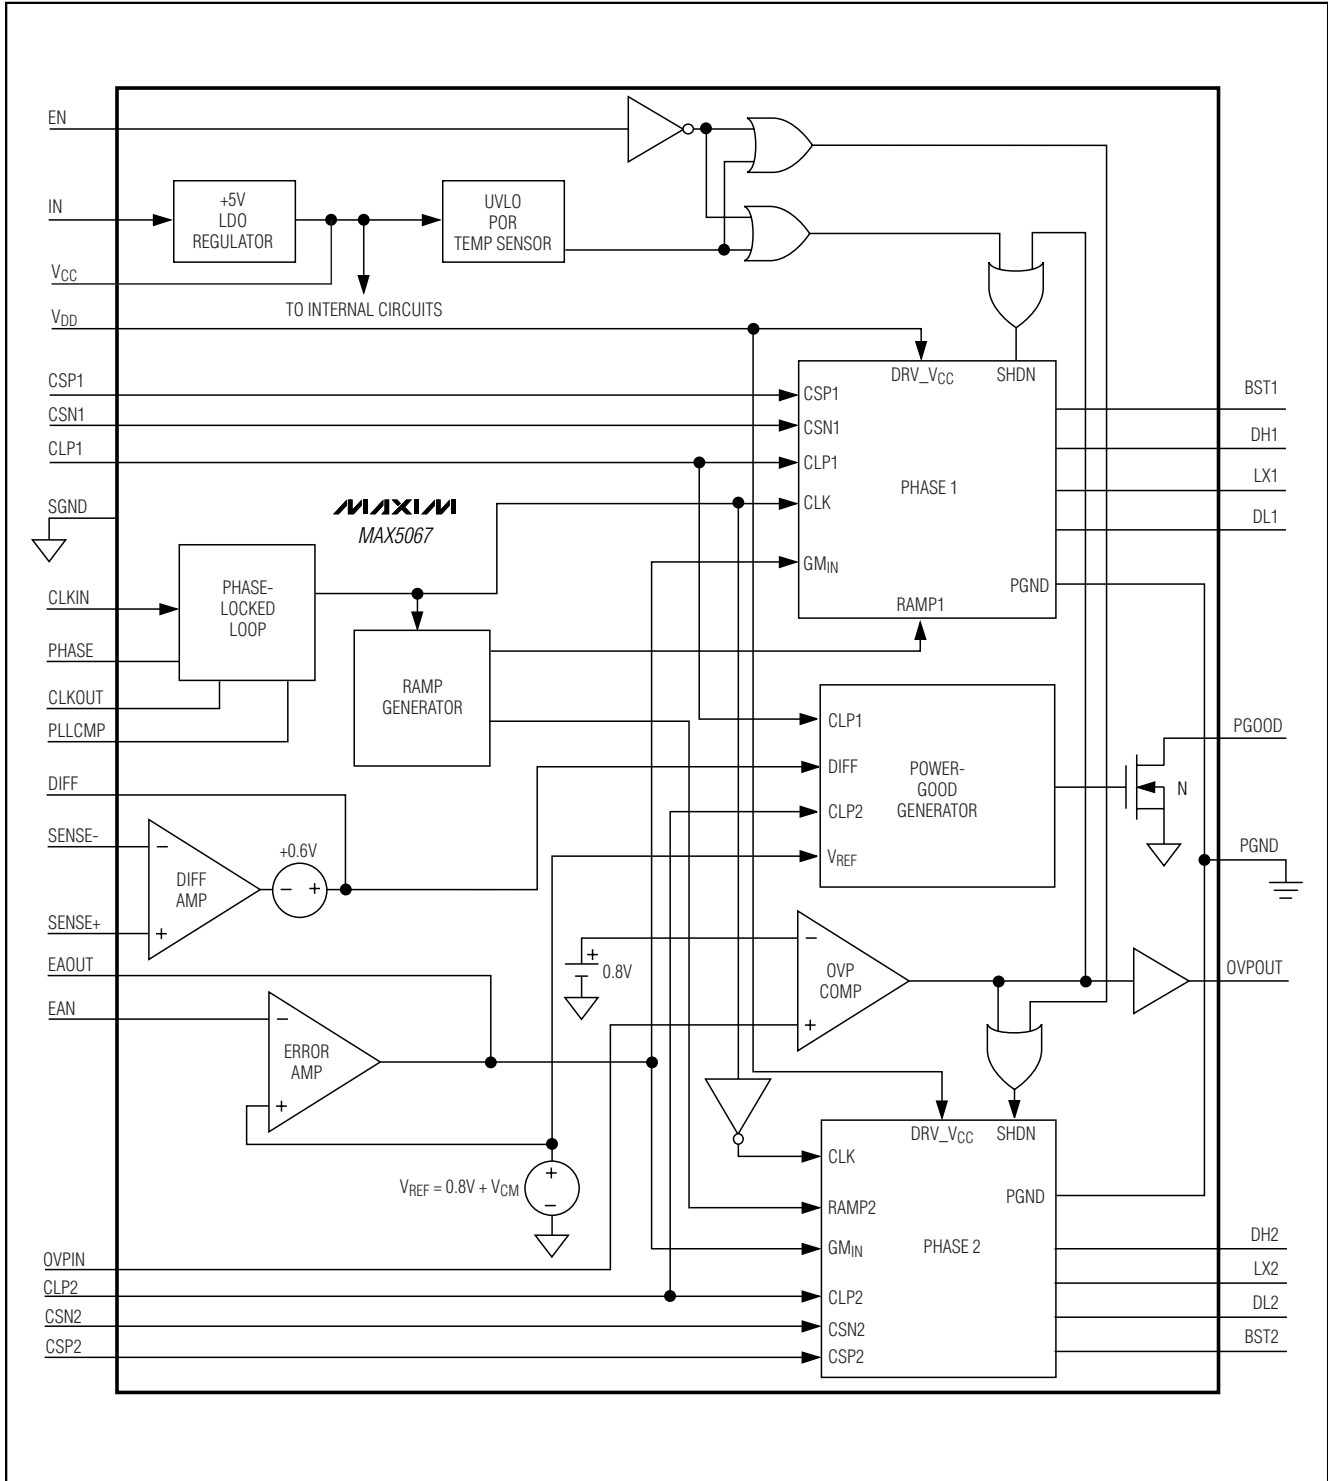 EN
IN
+5V
LDO
REGULATOR
UVLO
POR
TEMP SENSOR
VCC
TO INTERNAL CIRCUITS
VDD
CSP1
CSN1
CLP1
SGND
MAXIM
MAX5067
DRV_VCC
SHDN
CSP1
CSN1
CLP1
CLK
GMIN
PHASE 1
PGND
RAMP1
BST1
DH1
LX1
DL1
CLKIN
PHASE
CLKOUT
PLLCMP
PHASE-
LOCKED
LOOP
RAMP
GENERATOR
CLP1
DIFF
CLP2
VREF
POWER-
GOOD
GENERATOR
PGOOD
N
PGND
DIFF
SENSE-
SENSE+
−
DIFF
AMP
+
+0.6V
− +
EAOUT
EAN
−
ERROR
AMP
+
+
0.8V
−
OVP
COMP
+
OVPOUT
VREF = 0.8V + VCM
+
−
DRV_VCC
SHDN
CLK
RAMP2
GMIN
CLP2
CSN2
CSP2
PHASE 2
PGND
OVPIN
CLP2
CSN2
CSP2
DH2
LX2
DL2
BST2